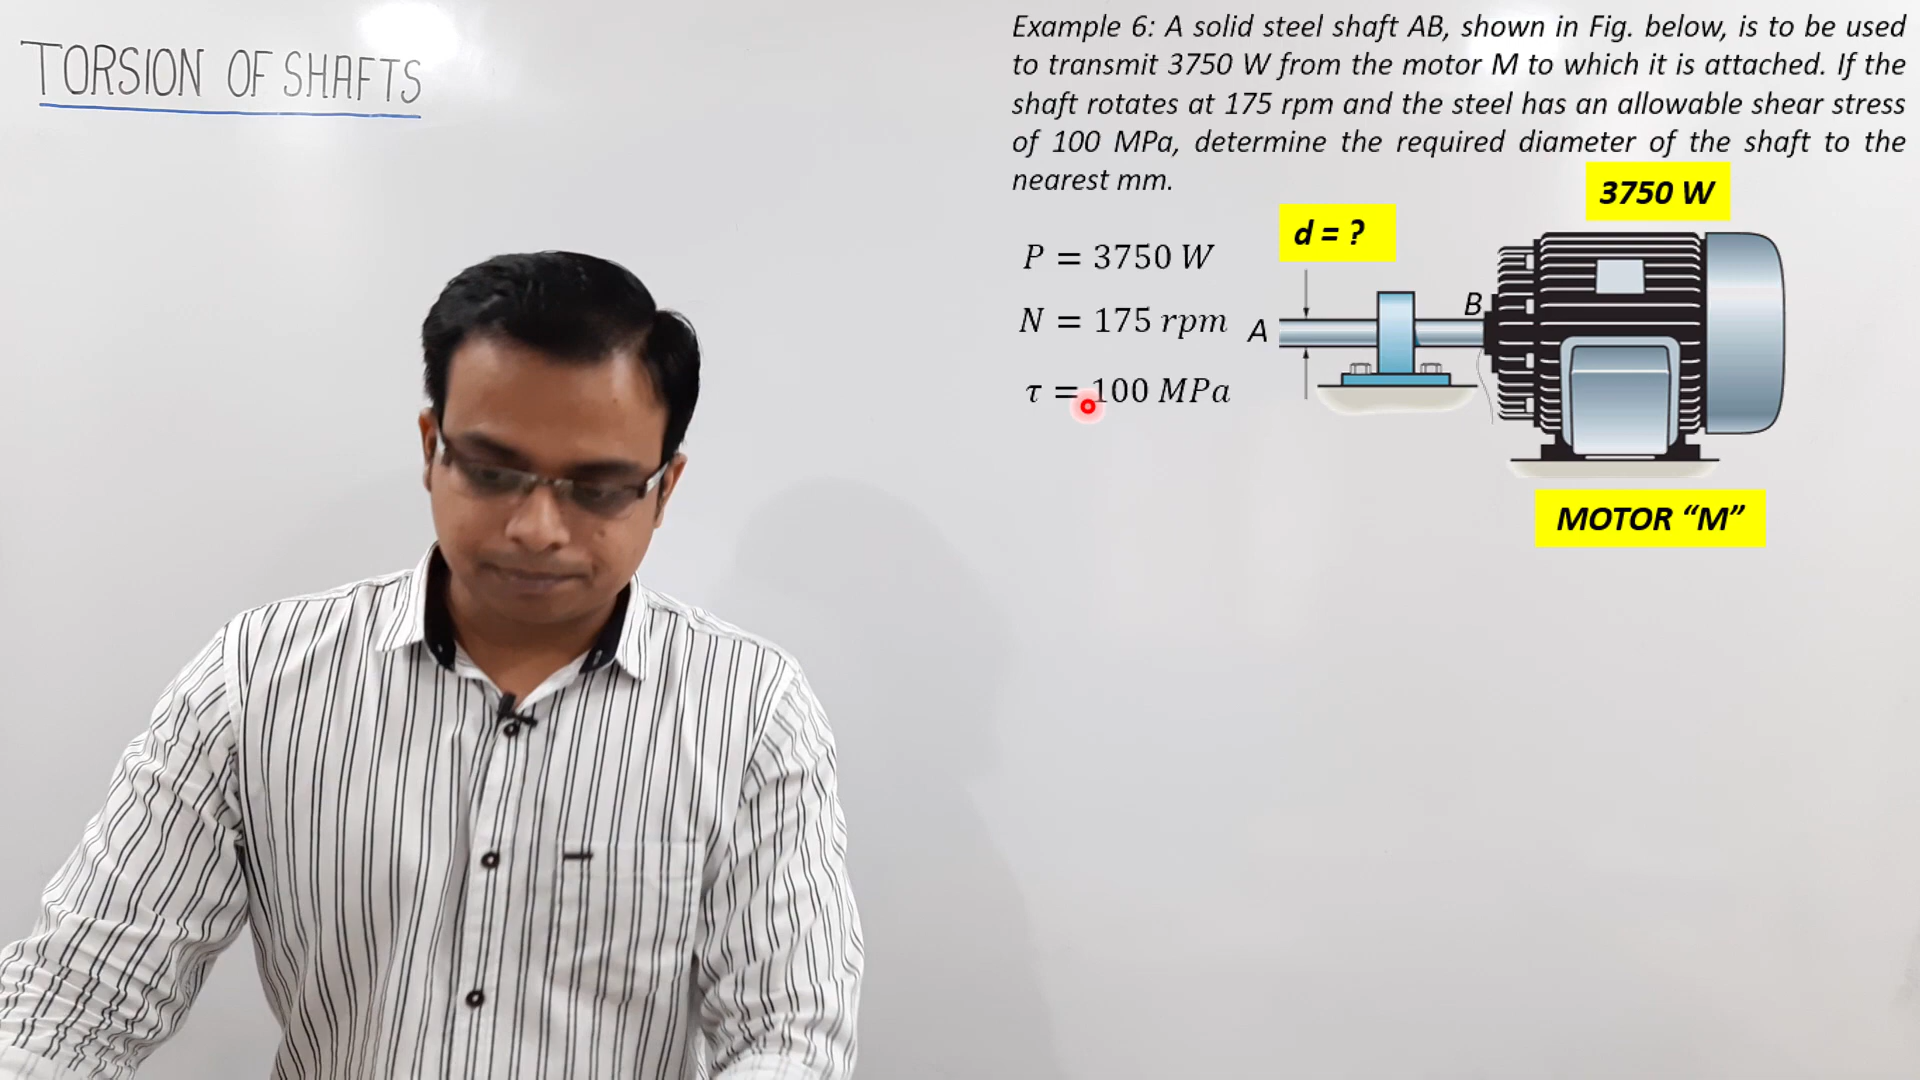 TORSION OF SHAFTS
Example 6: A solid steel shaft AB, shown in Fig. below, is to be used
to transmit 3750 W from the motor M to which it is attached. If the
shaft rotates at 175 rpm and the steel has an allowable shear stress
of 100 MPa, determine the required diameter of the shaft to the
nearest mm.
3750 W
d = ?
P = 3750 W
N = 175 rpm
A
B
τ = 100 MPa
MOTOR “M”